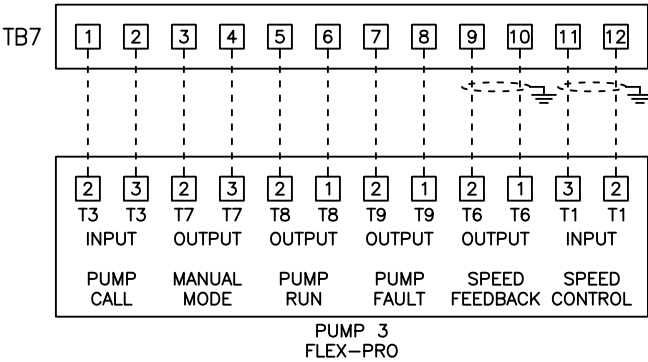 TB7 1 2 3 4 5 6 7 8 9 10 11 12
2 3 2 3 2 1 2 1 2 1 3 2
T3 T3 T7 T7 T8 T8 T9 T9 T6 T6 T1 T1
INPUT OUTPUT OUTPUT OUTPUT OUTPUT INPUT
PUMP MANUAL PUMP PUMP SPEED SPEED
CALL MODE RUN FAULT FEEDBACK CONTROL
PUMP 3
FLEX-PRO